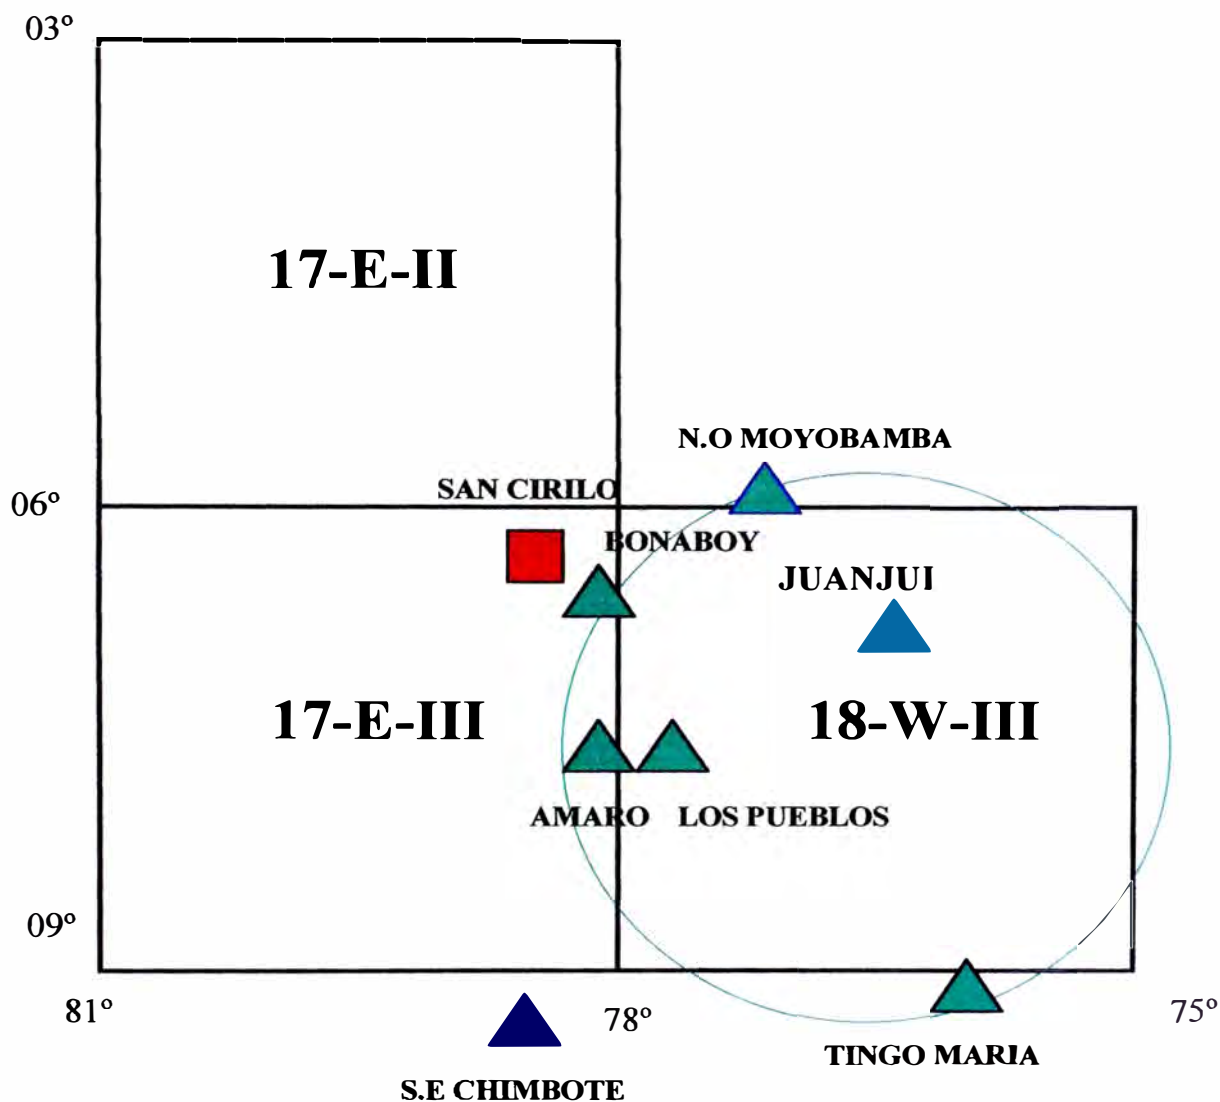 03º
17-E-II
N.O MOYOBAMBA
SAN CIRILO
06º
BONABOY
JUANJUI
17-E-III
18-W-III
AMARO
LOS PUEBLOS
09º
81º
78º
75º
TINGO MARIA
S.E CHIMBOTE